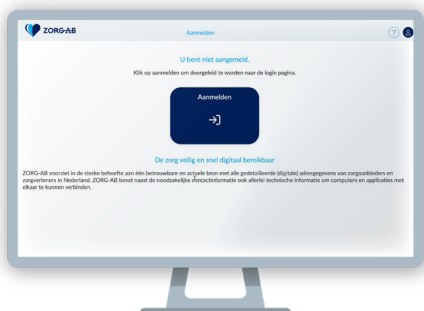 ZORG-AB
Aanmelden
?
U bent niet aangemeld.
Klik op aanmelden om doorgeleid te worden naar de login pagina.
Aanmelden
De zorg veilig en snel digitaal bereikbaar
ZORG-AB voorziet in de sterke behoefte aan één betrouwbare en actuele bron met alle gedetailleerde (digitale) adresgegevens van zorgaanbieders en
zorgverleners in Nederland. ZORG-AB bevat naast de noodzakelijke contactinformatie ook allerlei technische informatie om computers en applicaties met
elkaar te kunnen verbinden.